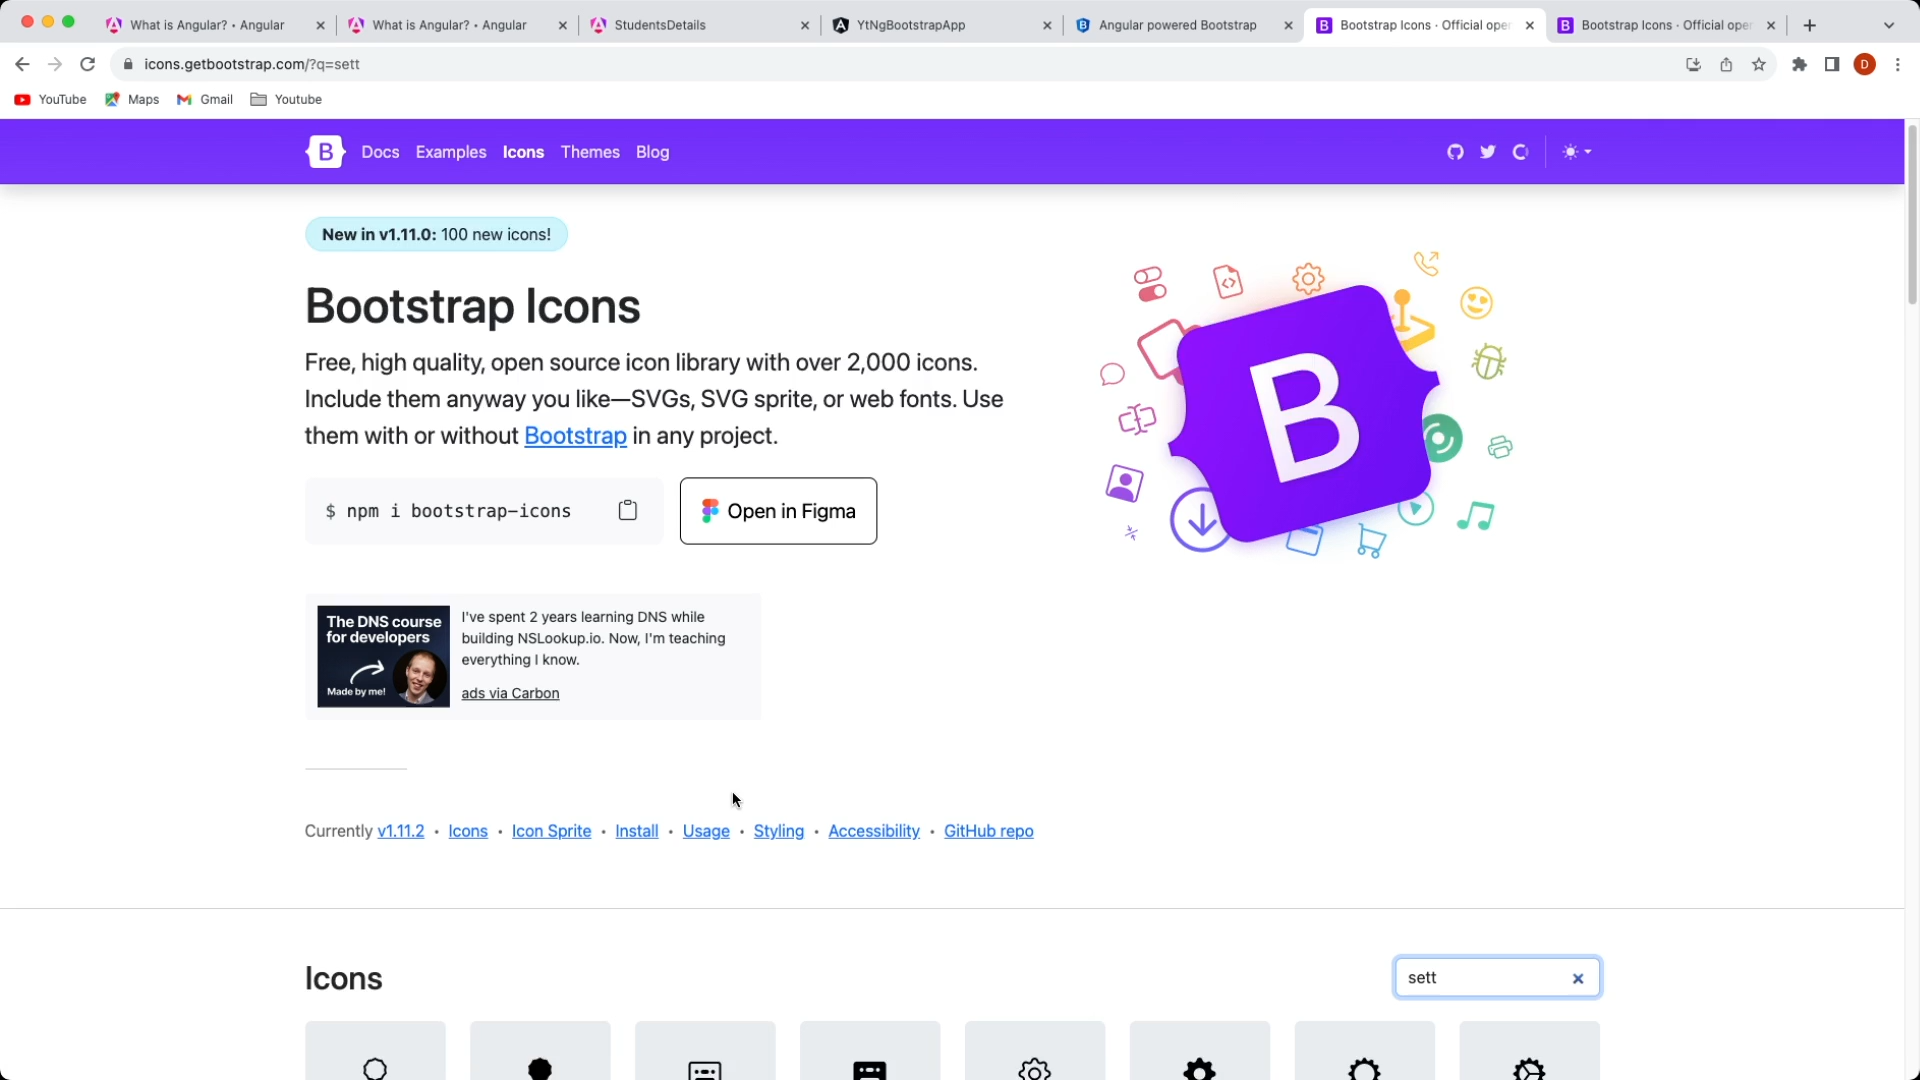 What is Angular? • Angular
What is Angular? • Angular
StudentsDetails
YtNgBootstrapApp
Angular powered Bootstrap
Bootstrap Icons · Official oper
Bootstrap Icons · Official oper
icons.getbootstrap.com/?q=sett
D
YouTube
Maps
Gmail
Youtube
B
Docs
Examples
Icons
Themes
Blog
New in v1.11.0: 100 new icons!
Bootstrap Icons
Free, high quality, open source icon library with over 2,000 icons.
Include them anyway you like—SVGs, SVG sprite, or web fonts. Use
them with or without Bootstrap in any project.
B
$ npm i bootstrap-icons
Open in Figma
The DNS course
for developers
Made by me!
I've spent 2 years learning DNS while
building NSLookup.io. Now, I'm teaching
everything I know.
ads via Carbon
Currently v1.11.2 · Icons · Icon Sprite · Install · Usage · Styling · Accessibility · GitHub repo
Icons
sett